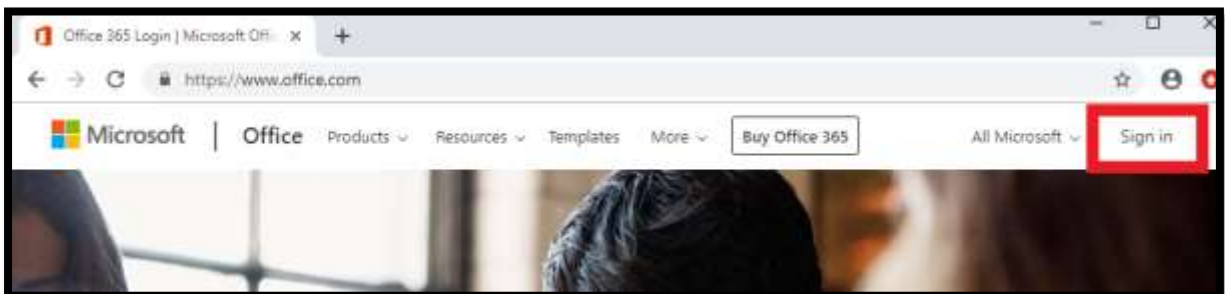 Office 365 Login | Microsoft Off
https://www.office.com
Microsoft | Office Products Resources Templates More Buy Office 365 All Microsoft Sign in